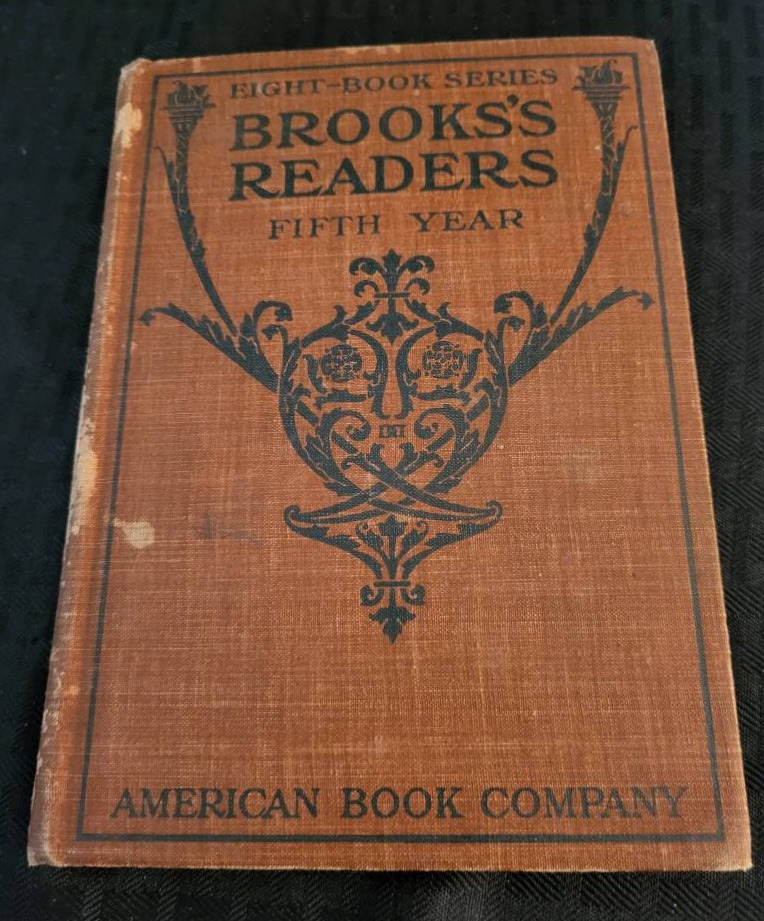 EIGHT-BOOK SERIES
BROOKS'S
READERS
FIFTH YEAR
AMERICAN BOOK COMPANY